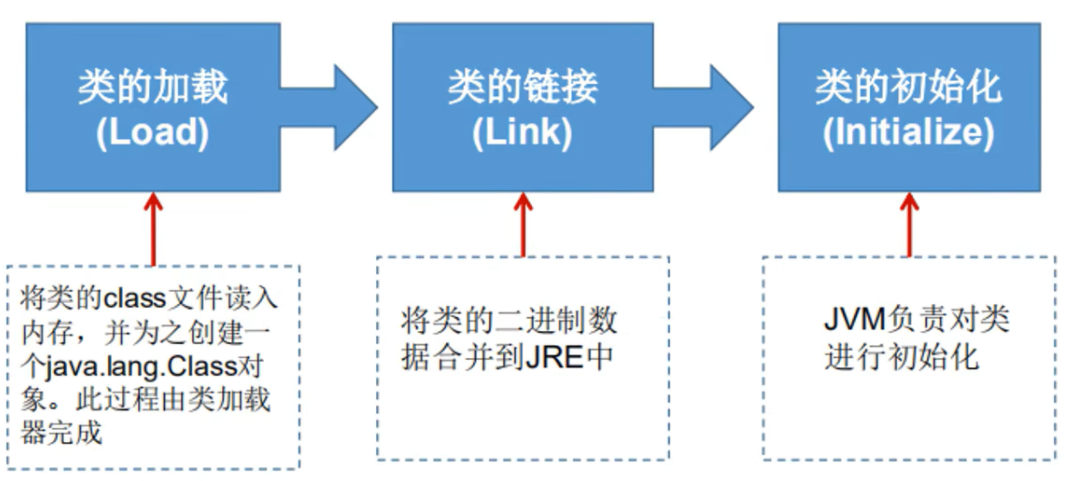 类的加载
(Load)
类的链接
(Link)
类的初始化
(Initialize)
将类的class文件读入
内存，并为之创建一
个java.lang.Class对
象。此过程由类加载
器完成
将类的二进制数
据合并到JRE中
JVM负责对类
进行初始化